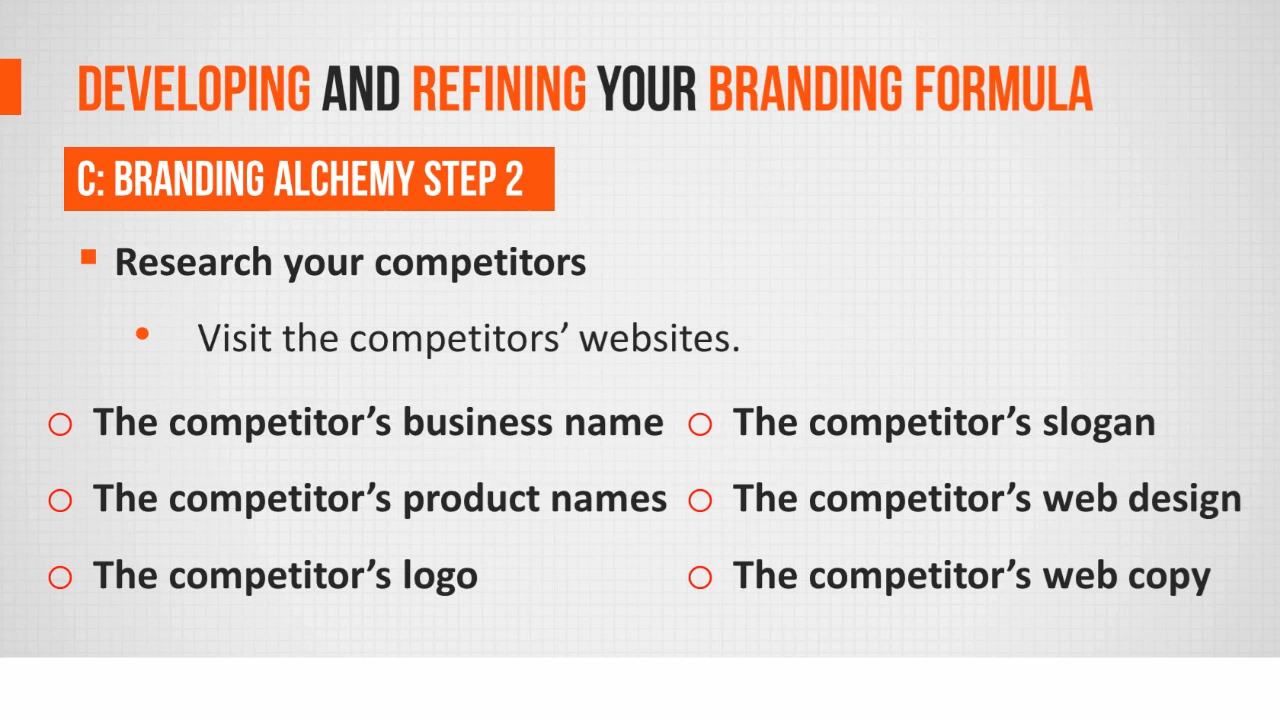 DEVELOPING AND REFINING YOUR BRANDING FORMULA
C: BRANDING ALCHEMY STEP 2
Research your competitors
Visit the competitors’ websites.
The competitor’s business name
The competitor’s product names
The competitor’s logo
The competitor’s slogan
The competitor’s web design
The competitor’s web copy